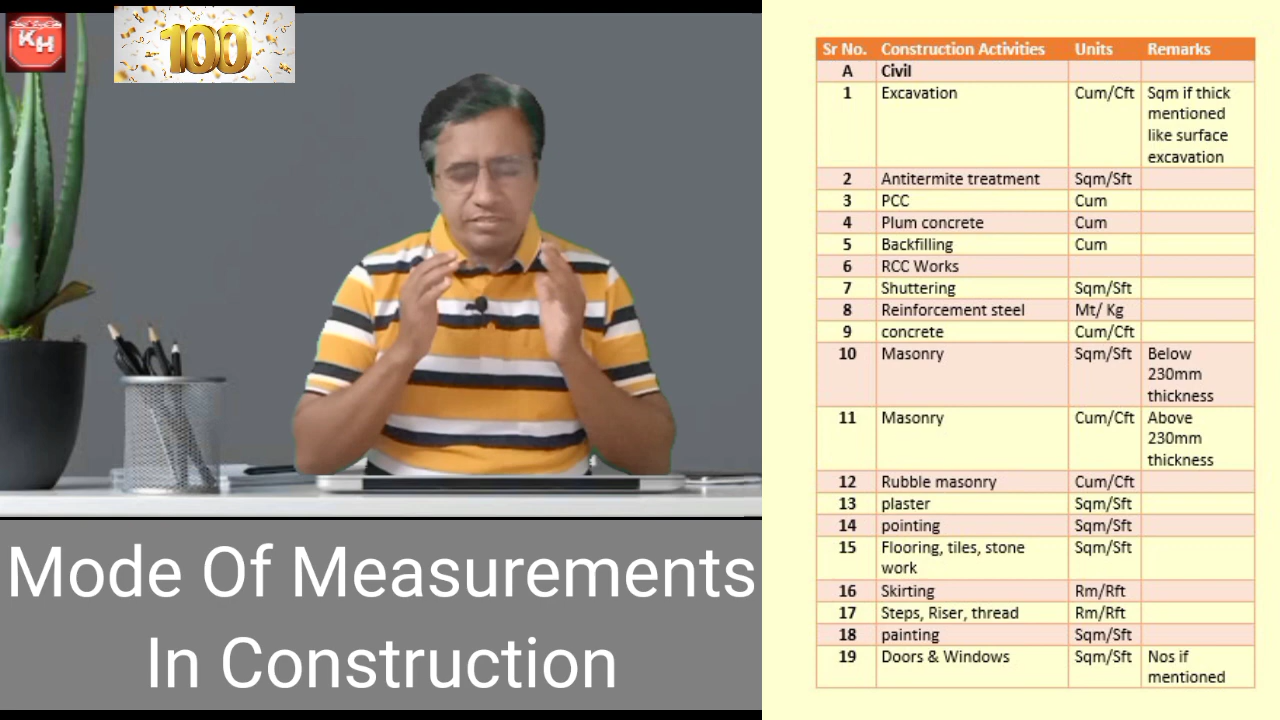 KH
100
Mode Of Measurements
In Construction
Sr No. Construction Activities Units Remarks
A Civil
1 Excavation Cum/Cft Sqm if thick
mentioned
like surface
excavation
2 Antitermite treatment Sqm/Sft
3 PCC Cum
4 Plum concrete Cum
5 Backfilling Cum
6 RCC Works
7 Shuttering Sqm/Sft
8 Reinforcement steel Mt/ Kg
9 concrete Cum/Cft
10 Masonry Sqm/Sft Below
230mm
thickness
11 Masonry Cum/Cft Above
230mm
thickness
12 Rubble masonry Cum/Cft
13 plaster Sqm/Sft
14 pointing Sqm/Sft
15 Flooring, tiles, stone Sqm/Sft
work
16 Skirting Rm/Rft
17 Steps, Riser, thread Rm/Rft
18 painting Sqm/Sft
19 Doors & Windows Sqm/Sft Nos if
mentioned